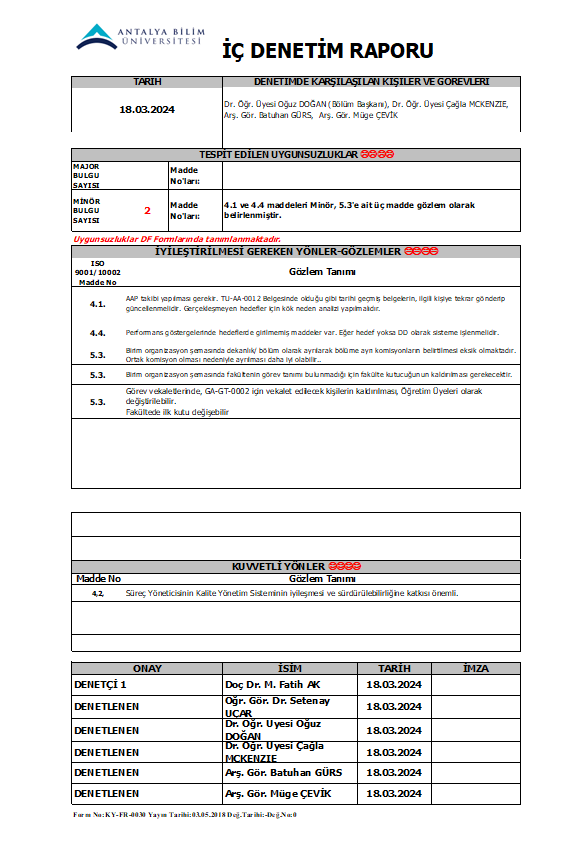 ANTALYA BİLİM
ÜNİVERSİTESİ
İÇ DENETİM RAPORU
TARİH
DENETİMDE KARŞILAŞILAN KİŞİLER VE GÖREVLERİ
18.03.2024
Dr. Öğr. Üyesi Oğuz DOĞAN(Bölüm Başkanı), Dr. Öğr. Üyesi Çağla MCKENZIE,
Arş. Gör. Batuhan GÜRS, Arş. Gör. Müge ÇEVİK
TESPİT EDİLEN UYGUNSUZLUKLAR
MAJÖR
BULGU
SAYISI
Madde
No'ları:
MİNÖR
BULGU
SAYISI
2
Madde
No'ları:
4.1 ve 4.4 maddeleri Minör, 5.3'e ait üç madde gözlem olarak
belirlenmiştir.
Uygunsuzluklar DF Formlarında tanımlanmaktadır.
İYİLEŞTİRİLMESİ GEREKEN YÖNLER-GÖZLEMLER
ISO
9001/10002
Madde No
Gözlem Tanımı
4.1.
AAP takibi yapılması gerekir. TU-AA-0012 Belgesinde olduğu gibi tarihi geçmiş belgelerin, ilgili kişiye tekrar gönderip
güncellenmelidir. Gerçekleşmeyen hedefler için kök neden analizi yapılmalıdır.
4.4.
Performans göstergelerinde hedeflerde girilmemiş maddeler var. Eğer hedef yoksa DD olarak sisteme işlenmelidir.
5.3.
Birim organizasyon şemasında dekanlık/ bölüm olarak ayrılarak bölüme ayrı komisyonların belirtilmesi eksik olmaktadır.
Ortak komisyon olması nedeniyle ayrılması daha iyi olabilir..
5.3.
Birim organizasyon şemasında fakültenin görev tanımı bulunmadığı için fakülte kutucuğunun kaldırılması gerekecektir.
5.3.
Görev vekaletlerinde, GA-GT-0002 için vekalet edilecek kişilerin kaldırılması, Öğretim Üyeleri olarak
değiştirilebilir.
Fakültede ilk kutu değişebilir
KUVVETLİ YÖNLER
Madde No
Gözlem Tanımı
4,2,
Süreç Yöneticisinin Kalite Yönetim Sisteminin iyileşmesi ve sürdürülebilirliğine katkısı önemli.
ONAY
İSİM
TARİH
İMZA
DENETÇİ 1
Doç Dr. M. Fatih AK
18.03.2024
DENETLENEN
Öğr. Gör. Dr. Setenay
UÇAR
18.03.2024
DENETLENEN
Dr. Öğr. Üyesi Oğuz
DOĞAN
18.03.2024
DENETLENEN
Dr. Öğr. Üyesi Çağla
MCKENZIE
18.03.2024
DENETLENEN
Arş. Gör. Batuhan GÜRS
18.03.2024
DENETLENEN
Arş. Gör. Müge ÇEVİK
18.03.2024
Form No:KY-FR-0030 Yayın Tarihi:03.05.2018 Değ.Tarihi:-Değ.No:0